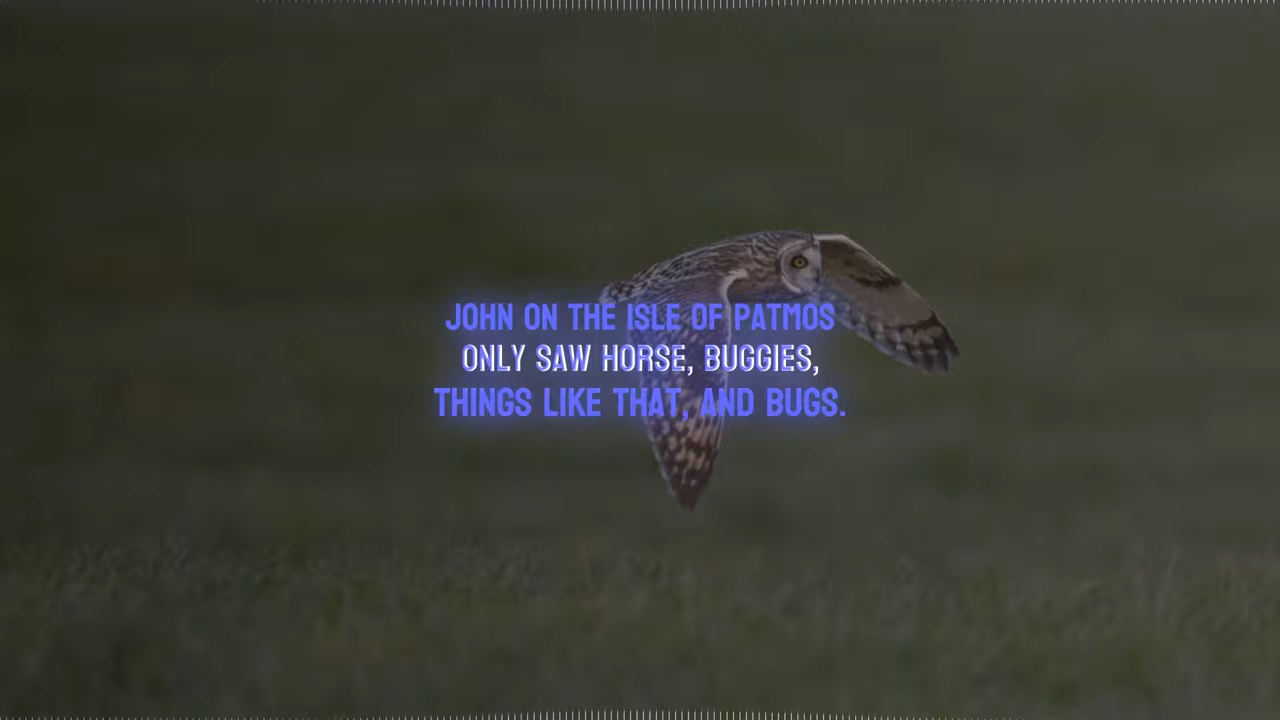 JOHN ON THE ISLE OF PATMOS
ONLY SAW HORSE, BUGGIES,
THINGS LIKE THAT, AND BUGS.